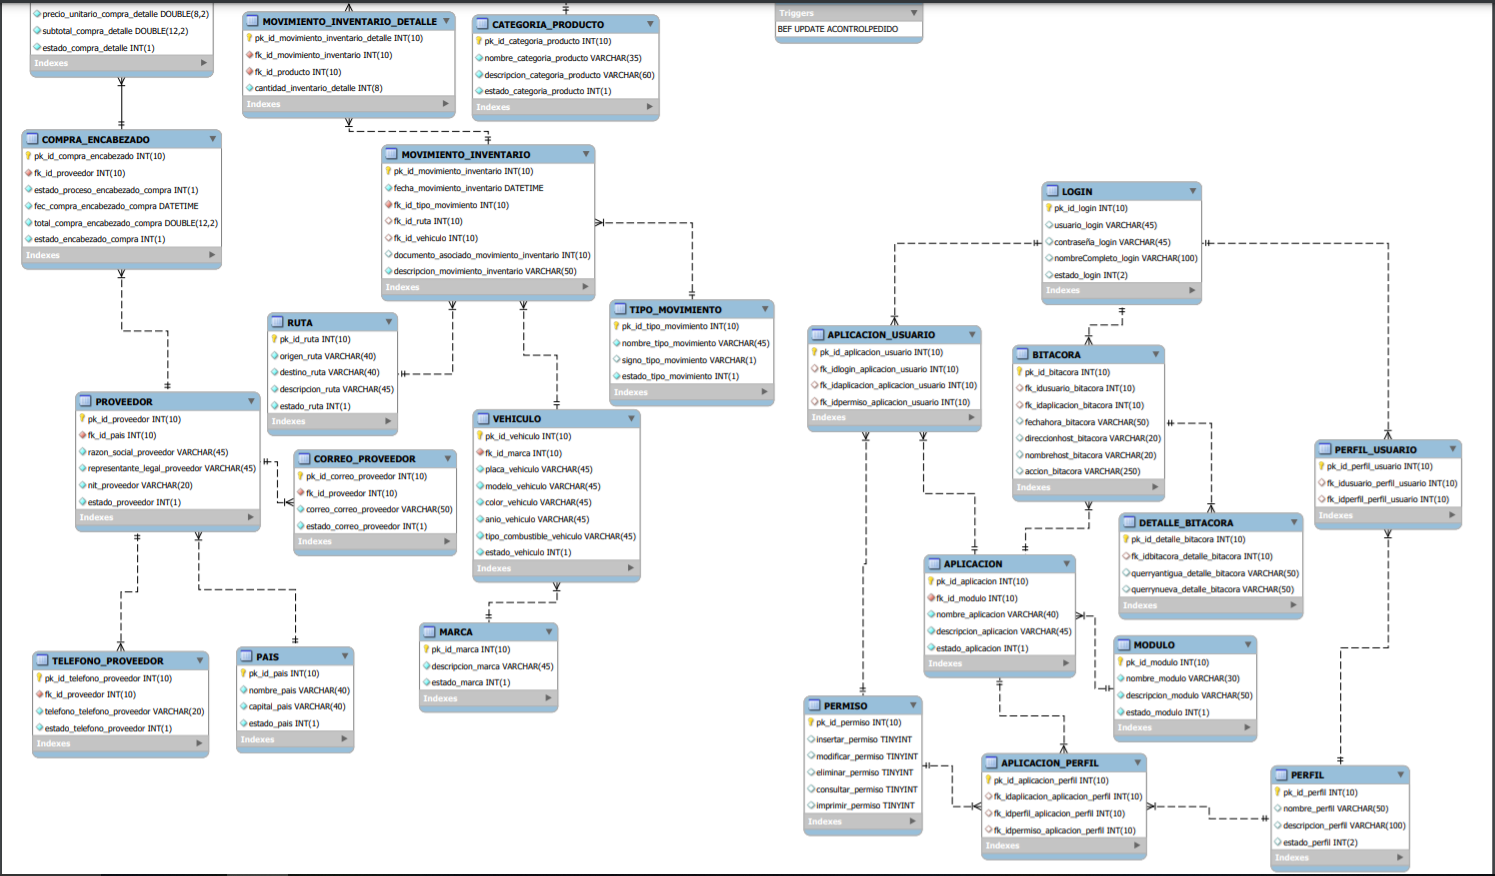 precio_unitario_compra_detalle DOUBLE(8,2)
subtotal_compra_detalle DOUBLE(12,2)
estado_compra_detalle INT(1)
Indexes
MOVIMIENTO_INVENTARIO_DETALLE
pk_id_movimiento_inventario_detalle INT(10)
fk_id_movimiento_inventario INT(10)
fk_id_producto INT(10)
cantidad_inventario_detalle INT(8)
Indexes
CATEGORIA_PRODUCTO
pk_id_categoria_producto INT(10)
nombre_categoria_producto VARCHAR(35)
descripcion_categoria_producto VARCHAR(60)
estado_categoria_producto INT(1)
Indexes
Triggers
BEF UPDATE ACONTROLPEDIDO
COMPRA_ENCABEZADO
pk_id_compra_encabezado INT(10)
fk_id_proveedor INT(10)
estado_proceso_encabezado_compra INT(1)
fec_compra_encabezado_compra DATETIME
total_compra_encabezado_compra DOUBLE(12,2)
estado_encabezado_compra INT(1)
Indexes
MOVIMIENTO_INVENTARIO
pk_id_movimiento_inventario INT(10)
fecha_movimiento_inventario DATETIME
fk_id_tipo_movimiento INT(10)
fk_id_ruta INT(10)
fk_id_vehiculo INT(10)
documento_asociado_movimiento_inventario INT(10)
descripcion_movimiento_inventario VARCHAR(50)
Indexes
LOGIN
pk_id_login INT(10)
usuario_login VARCHAR(45)
contraseña_login VARCHAR(45)
nombreCompleto_login VARCHAR(100)
estado_login INT(2)
Indexes
RUTA
pk_id_ruta INT(10)
origen_ruta VARCHAR(40)
destino_ruta VARCHAR(40)
descripcion_ruta VARCHAR(45)
estado_ruta INT(1)
Indexes
TIPO_MOVIMIENTO
pk_id_tipo_movimiento INT(10)
nombre_tipo_movimiento VARCHAR(45)
signo_tipo_movimiento VARCHAR(1)
estado_tipo_movimiento INT(1)
Indexes
APLICACION_USUARIO
pk_id_aplicacion_usuario INT(10)
fk_idlogin_aplicacion_usuario INT(10)
fk_idaplicacion_aplicacion_usuario INT(10)
fk_idpermiso_aplicacion_usuario INT(10)
Indexes
BITACORA
pk_id_bitacora INT(10)
fk_idusuario_bitacora INT(10)
fk_idaplicacion_bitacora INT(10)
fechahora_bitacora VARCHAR(50)
direccionhost_bitacora VARCHAR(20)
nombrehost_bitacora VARCHAR(20)
accion_bitacora VARCHAR(250)
Indexes
PROVEEDOR
pk_id_proveedor INT(10)
fk_id_pais INT(10)
razon_social_proveedor VARCHAR(45)
representante_legal_proveedor VARCHAR(45)
nit_proveedor VARCHAR(20)
estado_proveedor INT(1)
Indexes
CORREO_PROVEEDOR
pk_id_correo_proveedor INT(10)
fk_id_proveedor INT(10)
correo_correo_proveedor VARCHAR(50)
estado_correo_proveedor INT(1)
Indexes
VEHICULO
pk_id_vehiculo INT(10)
fk_id_marca INT(10)
placa_vehiculo VARCHAR(45)
modelo_vehiculo VARCHAR(45)
color_vehiculo VARCHAR(45)
anio_vehiculo VARCHAR(45)
tipo_combustible_vehiculo VARCHAR(45)
estado_vehiculo INT(1)
Indexes
PERFIL_USUARIO
pk_id_perfil_usuario INT(10)
fk_idusuario_perfil_usuario INT(10)
fk_idperfil_perfil_usuario INT(10)
Indexes
DETALLE_BITACORA
pk_id_detalle_bitacora INT(10)
fk_idbitacora_detalle_bitacora INT(10)
querryantigua_detalle_bitacora VARCHAR(50)
querrynueva_detalle_bitacora VARCHAR(50)
Indexes
APLICACION
pk_id_aplicacion INT(10)
fk_id_modulo INT(10)
nombre_aplicacion VARCHAR(40)
descripcion_aplicacion VARCHAR(45)
estado_aplicacion INT(1)
Indexes
MODULO
pk_id_modulo INT(10)
nombre_modulo VARCHAR(30)
descripcion_modulo VARCHAR(50)
estado_modulo INT(1)
Indexes
MARCA
pk_id_marca INT(10)
descripcion_marca VARCHAR(45)
estado_marca INT(1)
Indexes
TELEFONO_PROVEEDOR
pk_id_telefono_proveedor INT(10)
fk_id_proveedor INT(10)
telefono_telefono_proveedor VARCHAR(20)
estado_telefono_proveedor INT(1)
Indexes
PAIS
pk_id_pais INT(10)
nombre_pais VARCHAR(40)
capital_pais VARCHAR(40)
estado_pais INT(1)
Indexes
PERMISO
pk_id_permiso INT(10)
insertar_permiso TINYINT
modificar_permiso TINYINT
eliminar_permiso TINYINT
consultar_permiso TINYINT
imprimir_permiso TINYINT
Indexes
APLICACION_PERFIL
pk_id_aplicacion_perfil INT(10)
fk_idaplicacion_aplicacion_perfil INT(10)
fk_idperfil_aplicacion_perfil INT(10)
fk_idpermiso_aplicacion_perfil INT(10)
Indexes
PERFIL
pk_id_perfil INT(10)
nombre_perfil VARCHAR(50)
descripcion_perfil VARCHAR(100)
estado_perfil INT(2)
Indexes